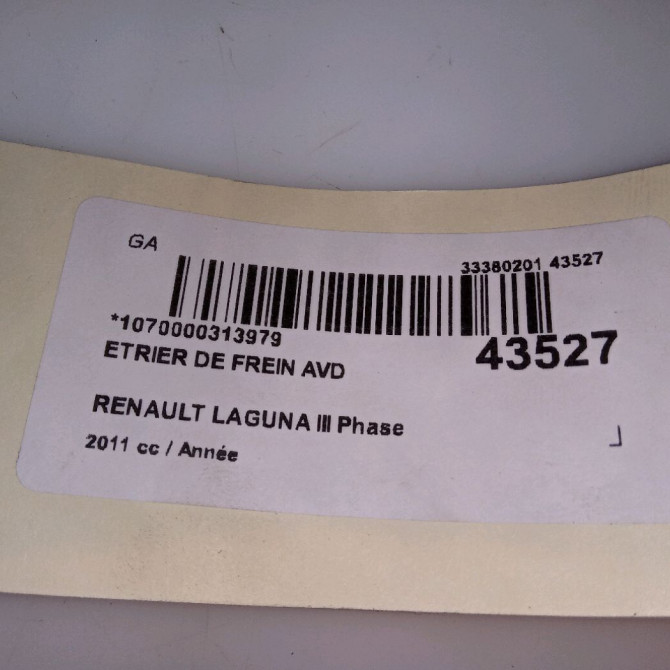 GA
33380201 43527
*1070000313979
43527
ETRIER DE FREIN AVD
RENAULT LAGUNA III Phase
2011 cc / Année